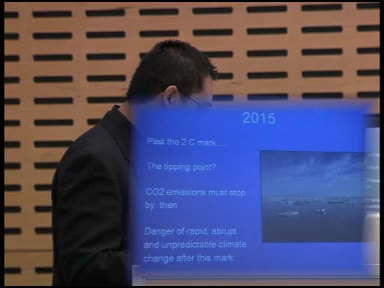 2015
Past the 2 C mark....
The tipping point?
CO2 emissions must stop
by then
Danger of rapid, abrupt
and unpredictable climate
change after this mark